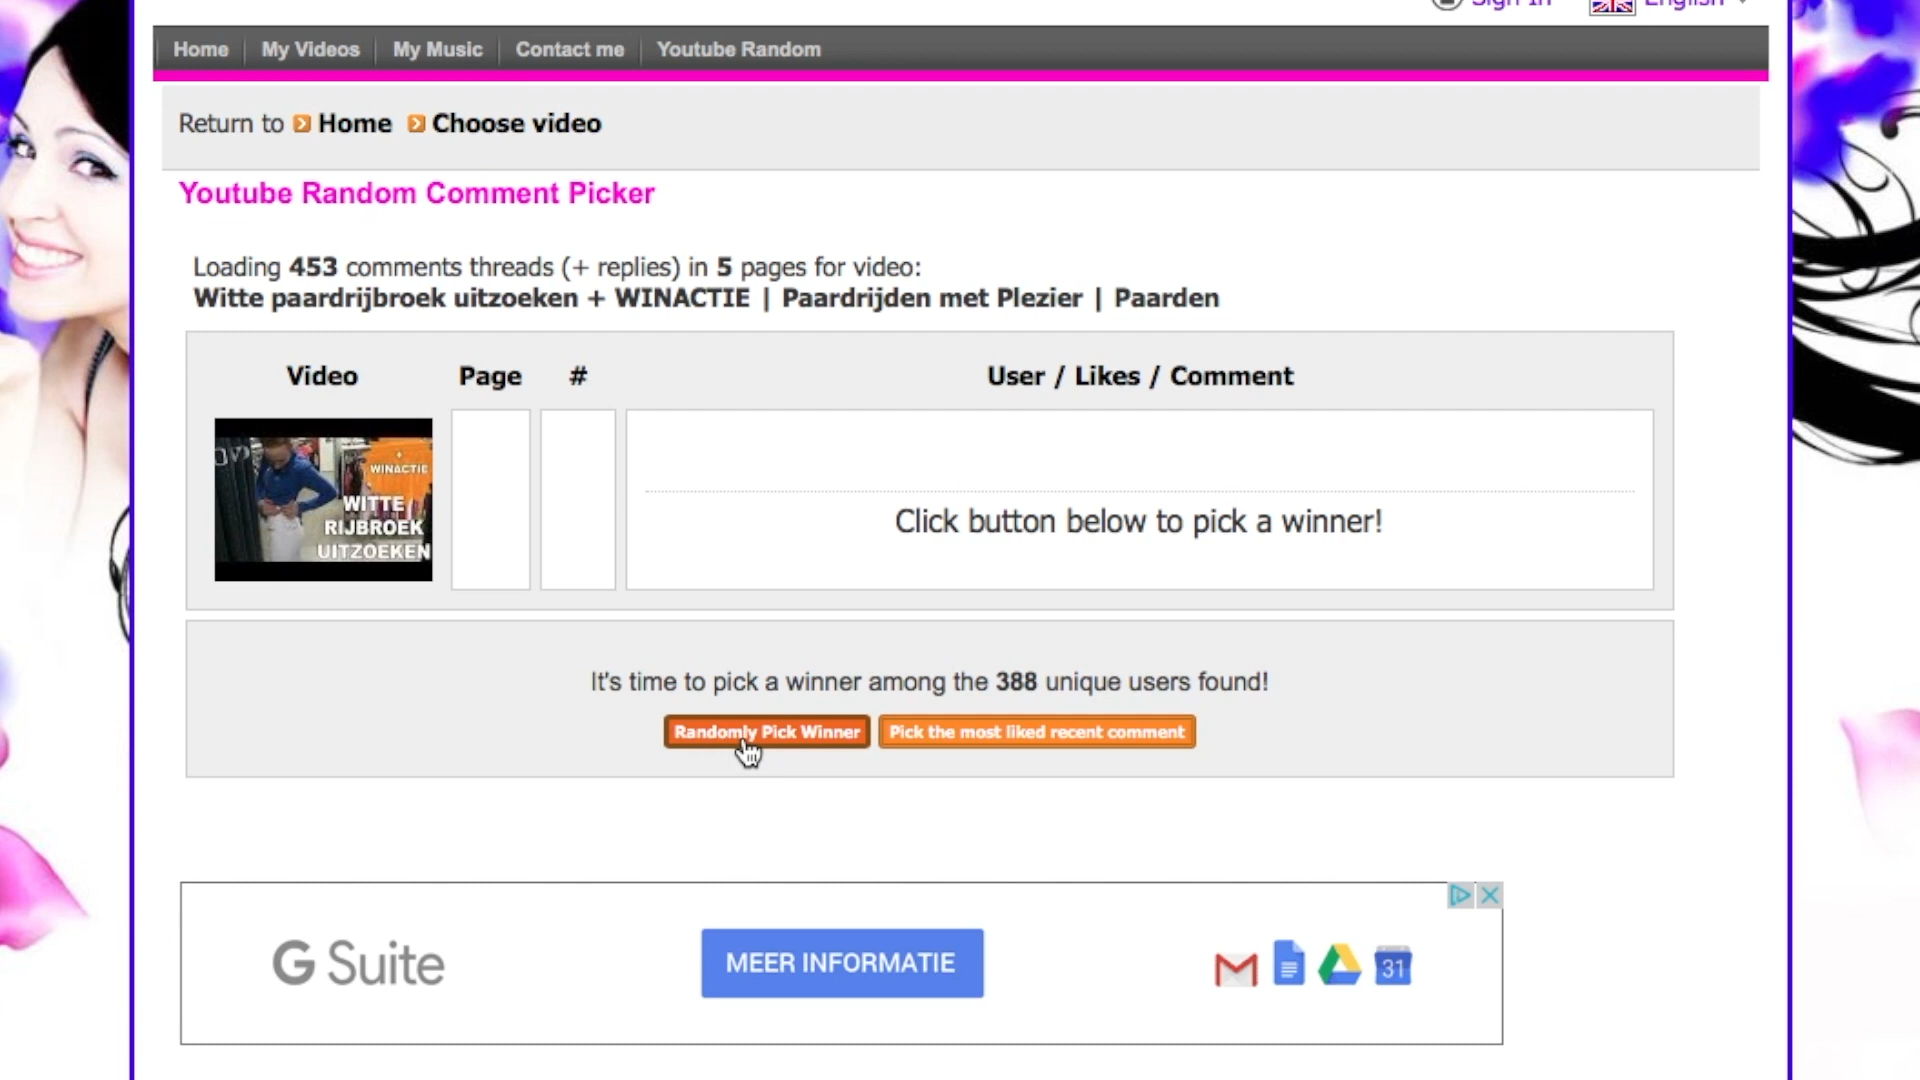 Sign In English
Home My Videos My Music Contact me Youtube Random
Return to Home Choose video
Youtube Random Comment Picker
Loading 453 comments threads (+ replies) in 5 pages for video:
Witte paardrijbroek uitzoeken + WINACTIE | Paardrijden met Plezier | Paarden
Video Page # User / Likes / Comment
+
WINACTIE
WITTE
RIJBROEK
UITZOEKEN
Click button below to pick a winner!
It's time to pick a winner among the 388 unique users found!
Randomly Pick Winner Pick the most liked recent comment
G Suite
MEER INFORMATIE
31